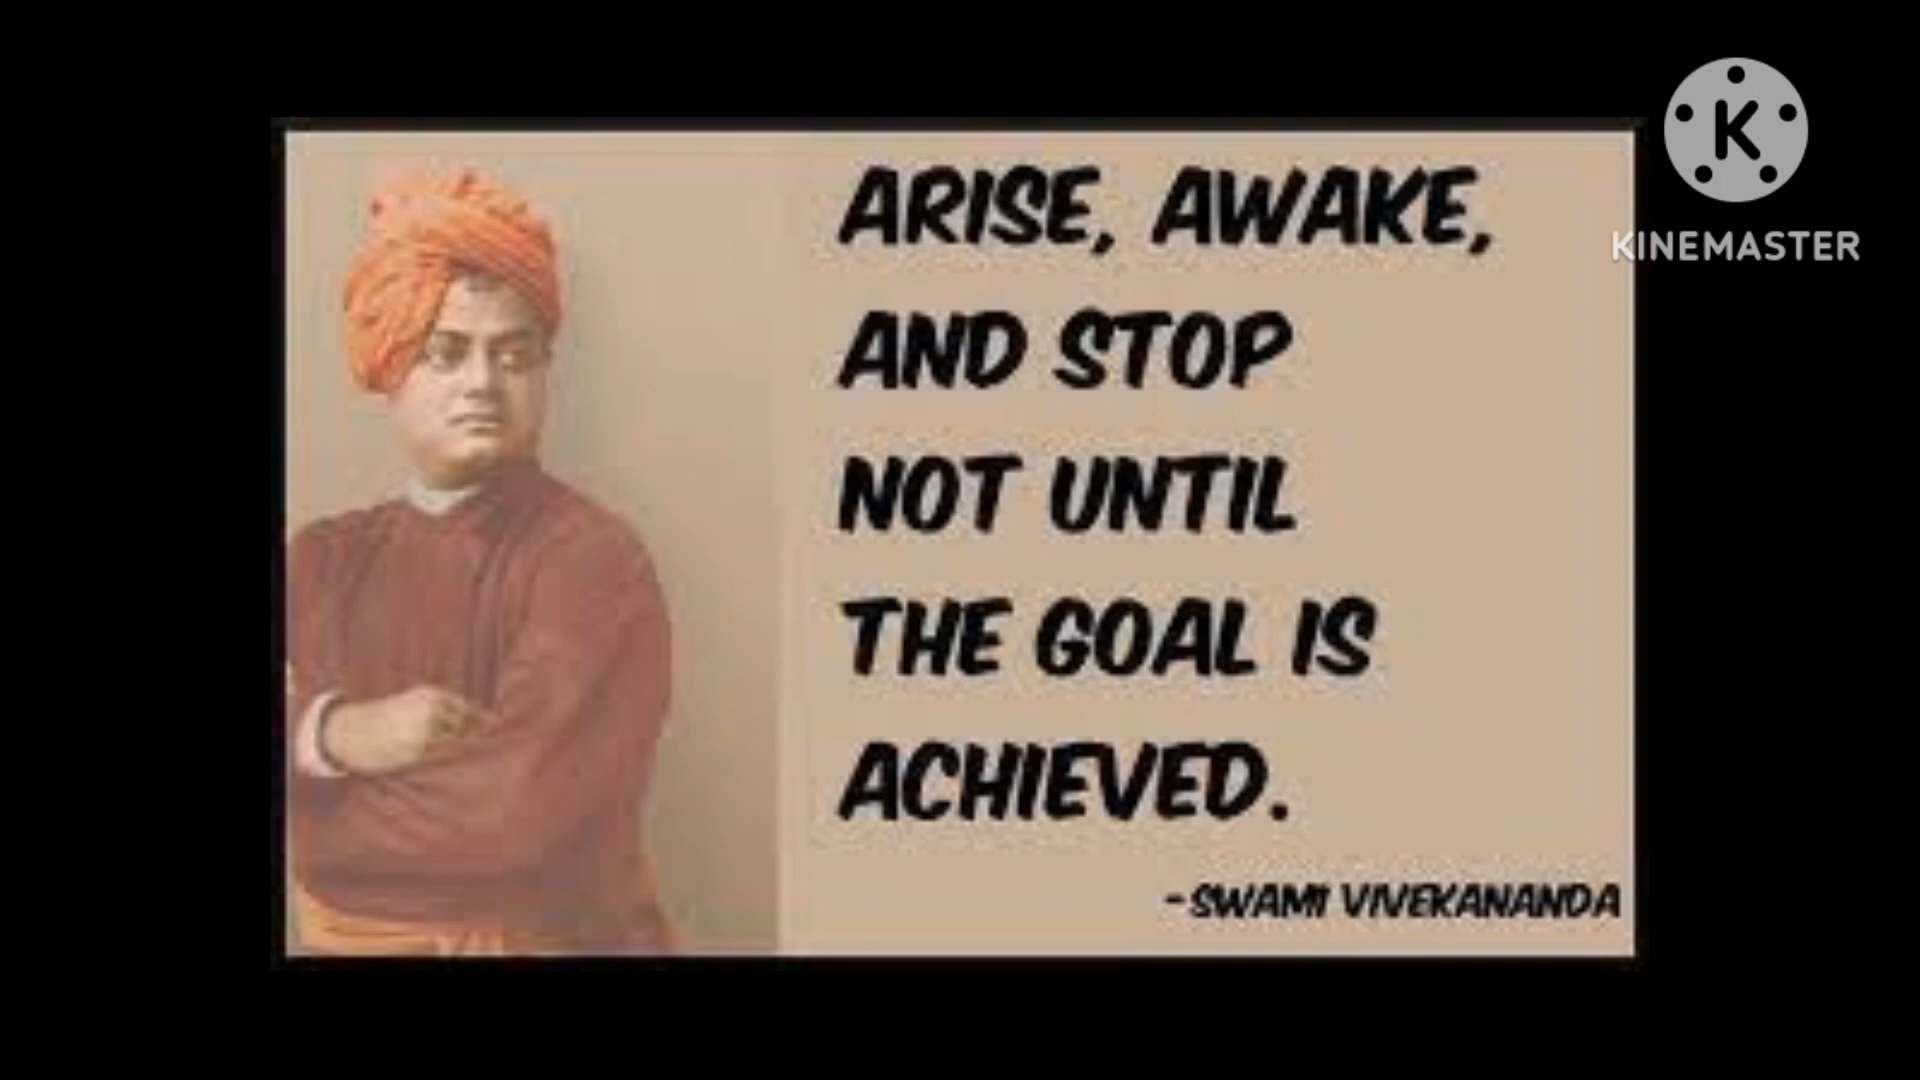 ARISE, AWAKE,
AND STOP
NOT UNTIL
THE GOAL IS
ACHIEVED.
-SWAMI VIVEKANANDA
K
KINEMASTER